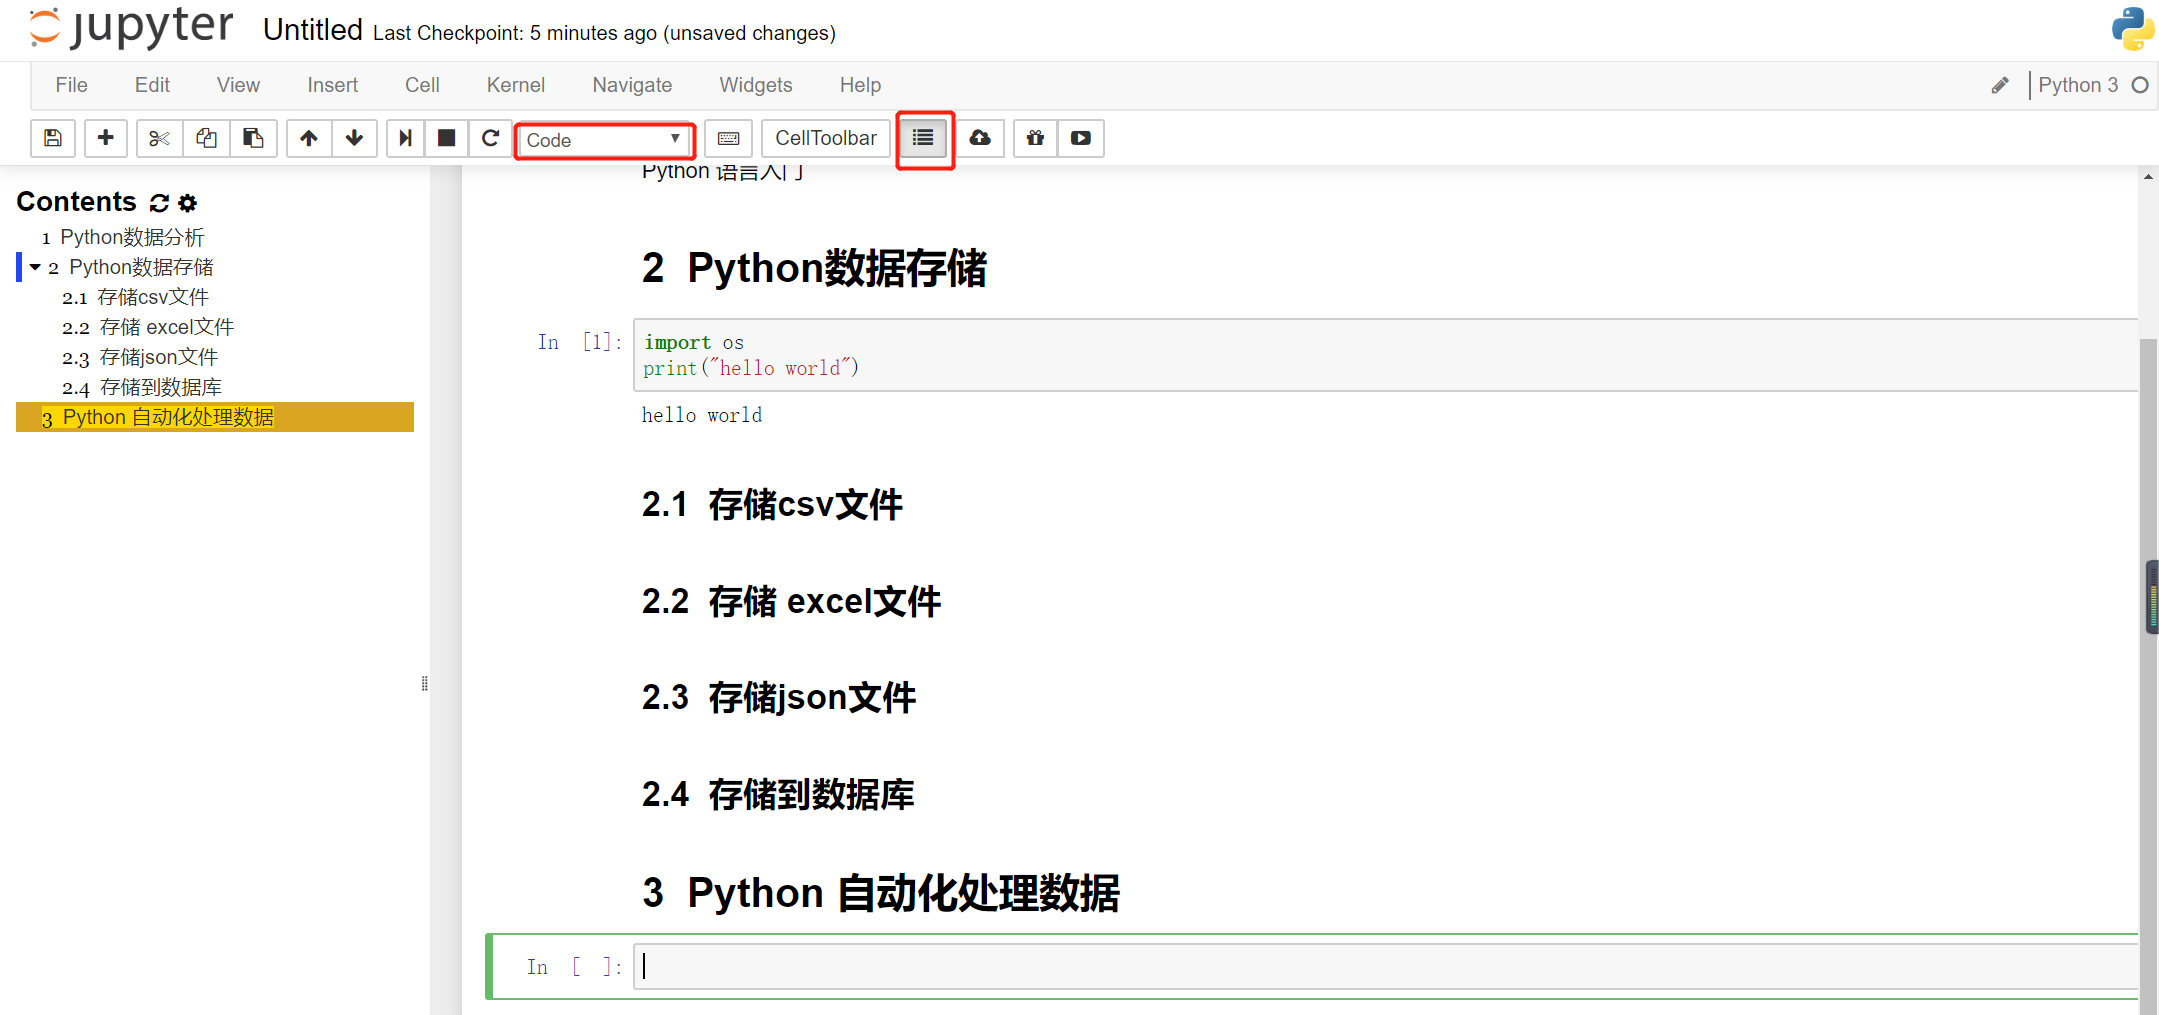 jupyter Untitled Last Checkpoint: 5 minutes ago (unsaved changes)
File Edit View Insert Cell Kernel Navigate Widgets Help Python 3
Code CellToolbar
Contents
1 Python数据分析
2 Python数据存储
2.1 存储csv文件
2.2 存储 excel文件
2.3 存储json文件
2.4 存储到数据库
3 Python 自动化处理数据
Python 语言入门
2 Python数据存储
In [1]: import os
print("hello world")
hello world
2.1 存储csv文件
2.2 存储 excel文件
2.3 存储json文件
2.4 存储到数据库
3 Python 自动化处理数据
In [ ]: